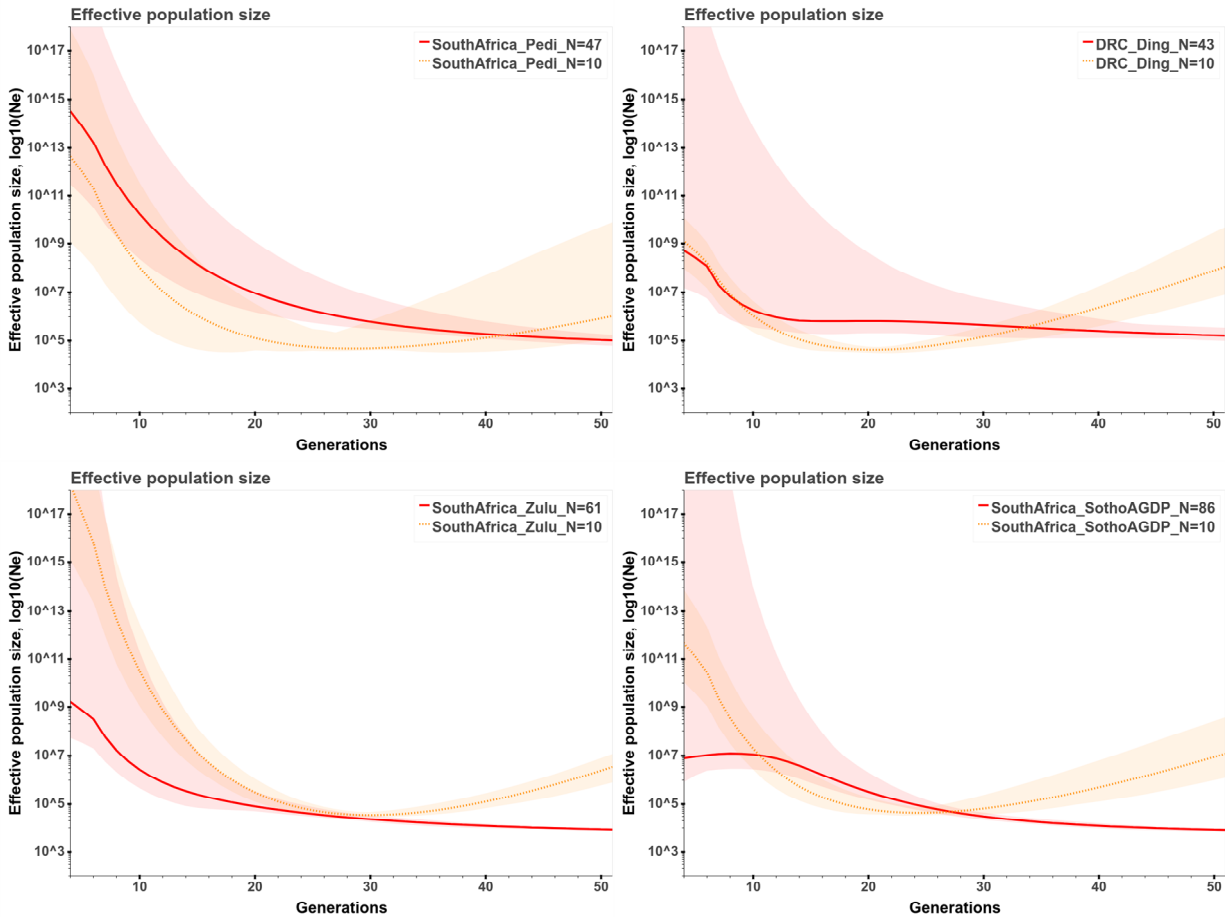 Effective population size
SouthAfrica_Pedi_N=47
SouthAfrica_Pedi_N=10
10^17
10^15
10^13
10^11
10^9
10^7
10^5
10^3
Effective population size, log10(Ne)
10 20 30 40 50
Generations
Effective population size
DRC_Ding_N=43
DRC_Ding_N=10
10^17
10^15
10^13
10^11
10^9
10^7
10^5
10^3
Effective population size, log10(Ne)
10 20 30 40 50
Generations
Effective population size
SouthAfrica_Zulu_N=61
SouthAfrica_Zulu_N=10
10^17
10^15
10^13
10^11
10^9
10^7
10^5
10^3
Effective population size, log10(Ne)
10 20 30 40 50
Generations
Effective population size
SouthAfrica_SothoAGDP_N=86
SouthAfrica_SothoAGDP_N=10
10^17
10^15
10^13
10^11
10^9
10^7
10^5
10^3
Effective population size, log10(Ne)
10 20 30 40 50
Generations